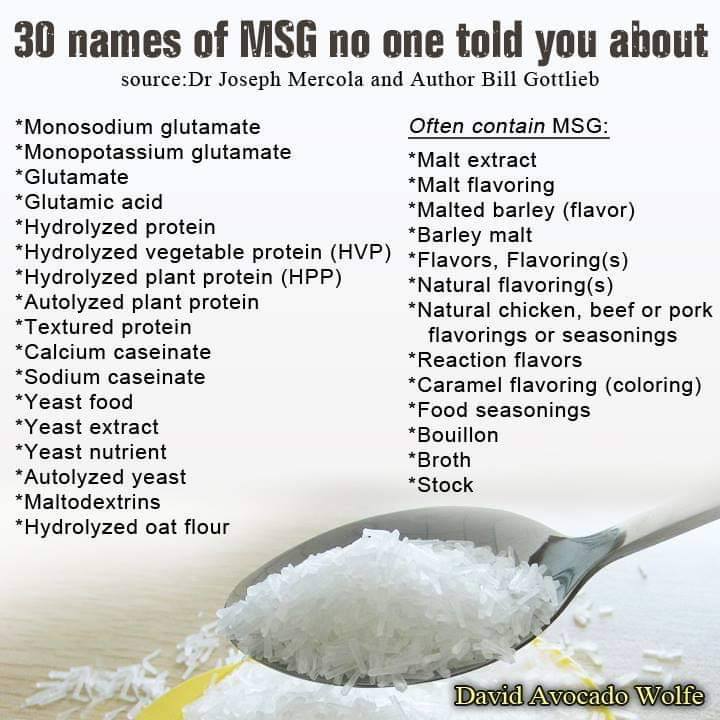 30 names of MSG no one told you about
source:Dr Joseph Mercola and Author Bill Gottlieb
*Monosodium glutamate
*Monopotassium glutamate
*Glutamate
*Glutamic acid
*Hydrolyzed protein
*Hydrolyzed vegetable protein (HVP)
*Hydrolyzed plant protein (HPP)
*Autolyzed plant protein
*Textured protein
*Calcium caseinate
*Sodium caseinate
*Yeast food
*Yeast extract
*Yeast nutrient
*Autolyzed yeast
*Maltodextrins
*Hydrolyzed oat flour
Often contain MSG:
*Malt extract
*Malt flavoring
*Malted barley (flavor)
*Barley malt
*Flavors, Flavoring(s)
*Natural flavoring(s)
*Natural chicken, beef or pork
flavorings or seasonings
*Reaction flavors
*Caramel flavoring (coloring)
*Food seasonings
*Bouillon
*Broth
*Stock
David Avocado Wolfe